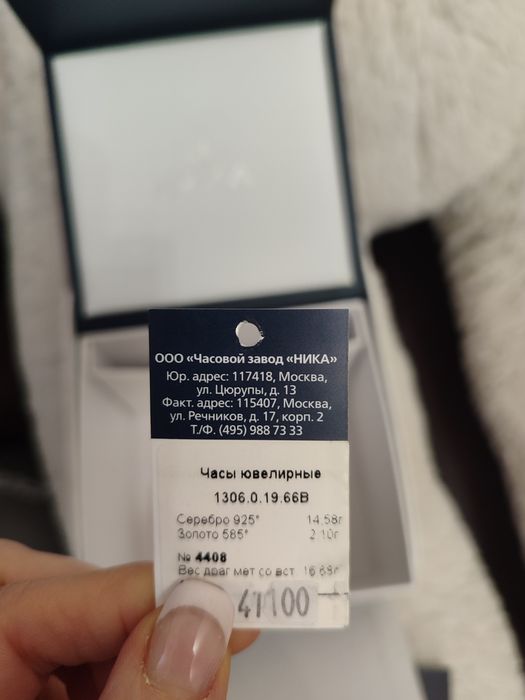 ООО «Часовой завод «НИКА»
Юр. адрес: 117418, Москва,
ул. Цюрупы, д. 13
Факт. адрес: 115407, Москва,
ул. Речников, д. 17, корп. 2
Т./Ф. (495) 988 73 33
Часы ювелирные
1306.0.19.66В
Серебро 925° 14.58г
Золото 585° 2.10г
№ 4408
Вес драг мет со вст. 16.68г
41100